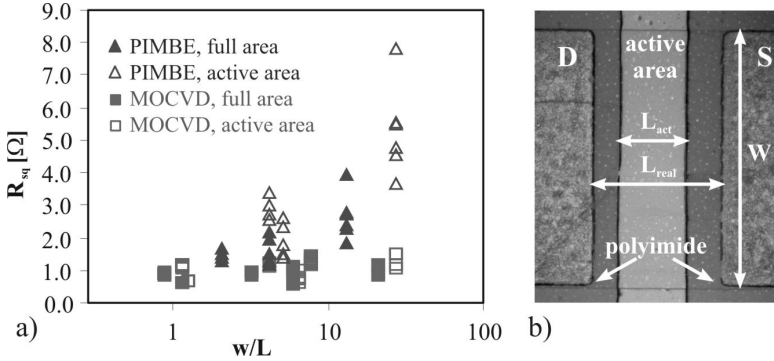 9.0
8.0
7.0
6.0
5.0
4.0
3.0
2.0
1.0
0.0
R_sq [Ω]
▲ PIMBE, full area
△ PIMBE, active area
■ MOCVD, full area
□ MOCVD, active area
1 10 100
w/L
a)
D
active
area
S
L_act
W
L_real
polyimide
b)